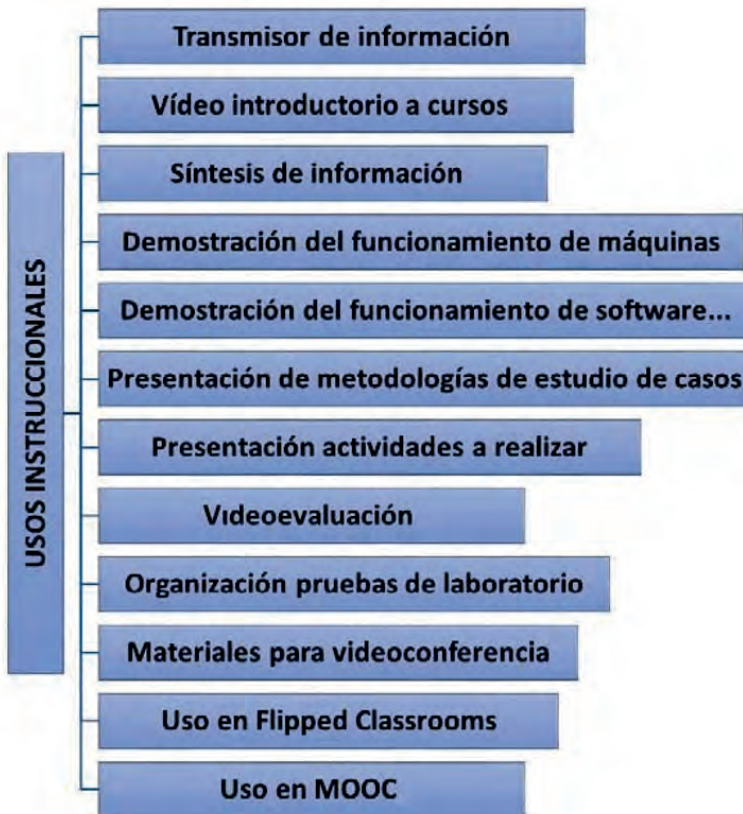 USOS INSTRUCCIONALES
Transmisor de información
Vídeo introductorio a cursos
Síntesis de información
Demostración del funcionamiento de máquinas
Demostración del funcionamiento de software...
Presentación de metodologías de estudio de casos
Presentación actividades a realizar
Vıdeoevaluación
Organización pruebas de laboratorio
Materiales para videoconferencia
Uso en Flipped Classrooms
Uso en MOOC